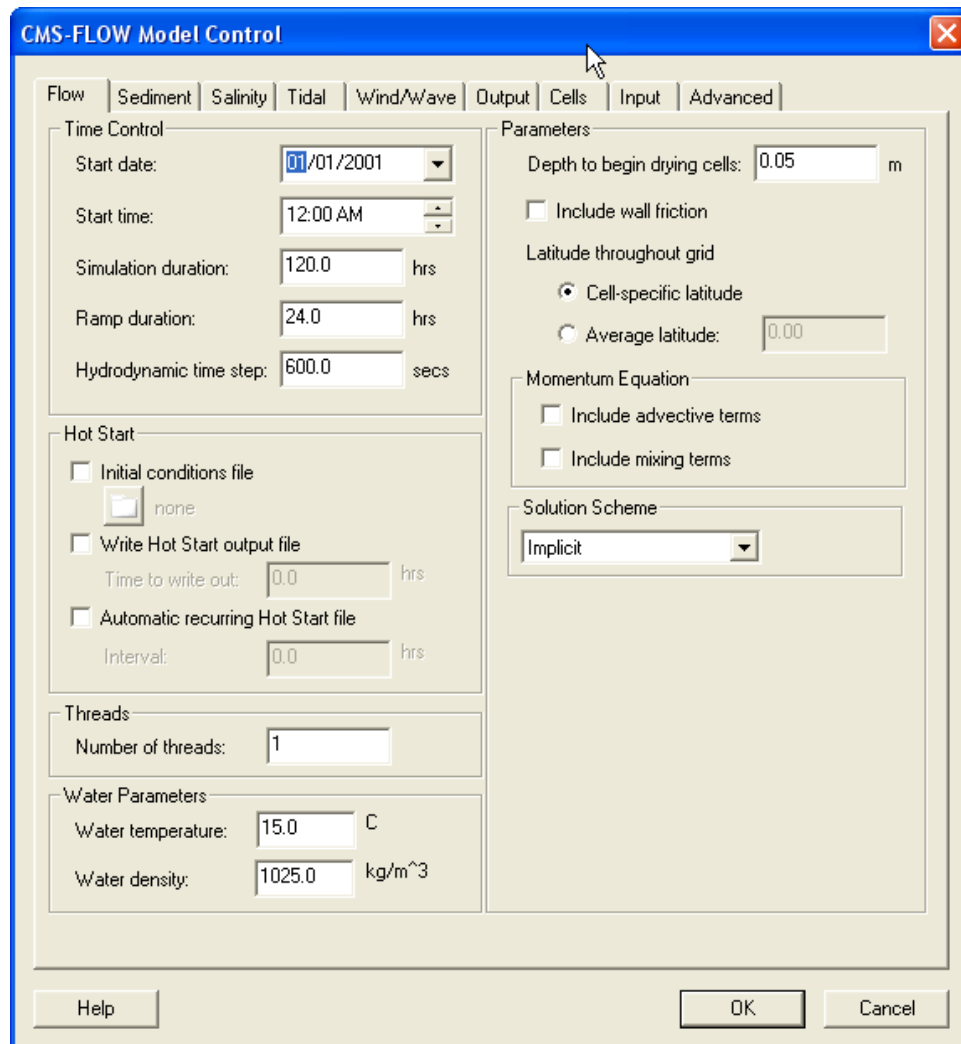 CMS-FLOW Model Control
Flow Sediment Salinity Tidal Wind/Wave Output Cells Input Advanced
Time Control
Start date: 01/01/2001
Start time: 12:00 AM
Simulation duration: 120.0 hrs
Ramp duration: 24.0 hrs
Hydrodynamic time step: 600.0 secs
Hot Start
Initial conditions file
none
Write Hot Start output file
Time to write out: 0.0 hrs
Automatic recurring Hot Start file
Interval: 0.0 hrs
Threads
Number of threads: 1
Water Parameters
Water temperature: 15.0 C
Water density: 1025.0 kg/m^3
Parameters
Depth to begin drying cells: 0.05 m
Include wall friction
Latitude throughout grid
Cell-specific latitude
Average latitude: 0.00
Momentum Equation
Include advective terms
Include mixing terms
Solution Scheme
Implicit
Help OK Cancel